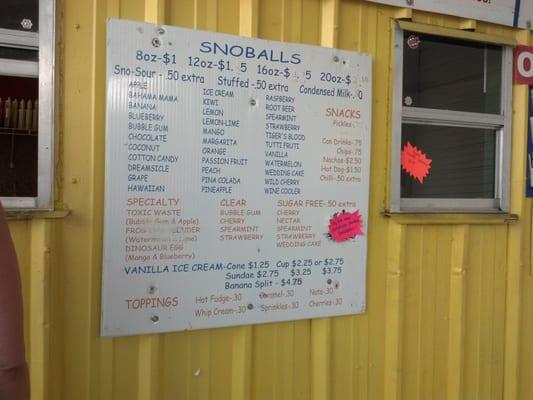 SNOBALLS
8oz-$1 12oz-$1. 5 16oz-$ . 5 20oz-$
Sno-Sour -.50 extra Stuffed -.50 extra Condensed Milk-. 0
APPLE
BAHAMA MAMA
BANANA
BLUEBERRY
BUBBLE GUM
CHOCOLATE
COCONUT
COTTON CANDY
DREAMSICLE
GRAPE
HAWAIIAN
ICE CREAM
KIWI
LEMON
LEMON-LIME
MANGO
MARGARITA
ORANGE
PASSION FRUIT
PEACH
PINA COLADA
PINEAPPLE
RASPBERRY
SPEARMINT
STRAWBERRY
TIGER'S BLOOD
TUTTI FRUTI
VANILLA
WATERMELON
WEDDING CAKE
WILD CHERRY
WINE COOLER
SNACKS
Pickles-.
Can Drinks-.75
Chips-.75
Nachos-$2.50
Hot Dog-$1.50
Chili-$.50
SPECIALTY
TOXIC WASTE
(Bubble Gum & Apple)
FROG
(Watermelon & Lime)
DINOSAUR EGG
(Mango & Blueberry)
CLEAR
BUBBLE GUM
CHERRY
SPEARMINT
STRAWBERRY
SUGAR FREE-.50 extra
CHERRY
NECTAR
SPEARMINT
STRAWBERRY
WEDDING CAKE
VANILLA ICE CREAM-Cone $1.25 Cup $2.25 or $2.75
Sundae $2.75 $3.25 $3.75
Banana Split - $4.75
TOPPINGS
Hot Fudge-.30 Caramel-.30 Nuts-.30
Whip Cream-.30 Sprinkles-.30 Cherries-.30